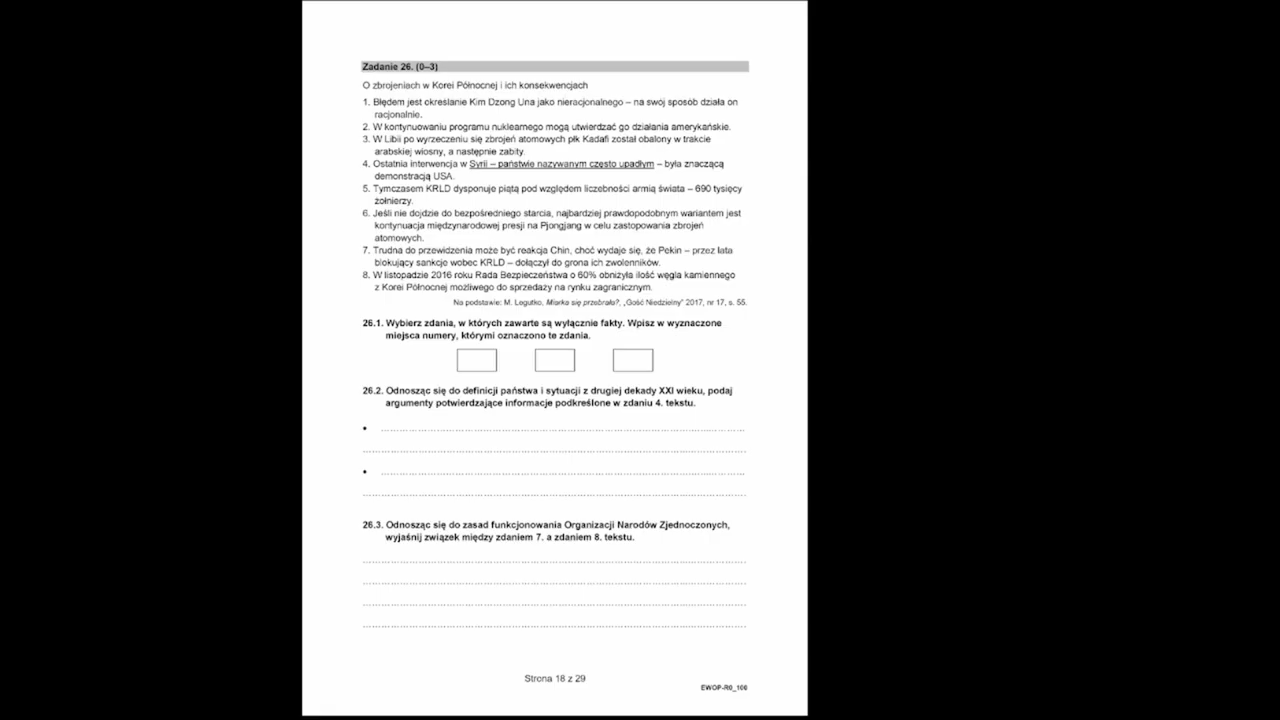 Zadanie 26. (0–3)
O zbrojeniach w Korei Północnej i ich konsekwencjach
1. Błędem jest określanie Kim Dzong Una jako nieracjonalnego – na swój sposób działa on
racjonalnie.
2. W kontynuowaniu programu nuklearnego mogą utwierdzać go działania amerykańskie.
3. W Libii po wyrzeczeniu się zbrojeń atomowych płk Kadafi został obalony w trakcie
arabskiej wiosny, a następnie zabity.
4. Ostatnia interwencja w Syrii – państwie nazywanym często upadłym – była znaczącą
demonstracją USA.
5. Tymczasem KRLD dysponuje piątą pod względem liczebności armią świata – 690 tysięcy
żołnierzy.
6. Jeśli nie dojdzie do bezpośredniego starcia, najbardziej prawdopodobnym wariantem jest
kontynuacja międzynarodowej presji na Pjongjang w celu zastopowania zbrojeń
atomowych.
7. Trudna do przewidzenia może być reakcja Chin, choć wydaje się, że Pekin – przez lata
blokujący sankcje wobec KRLD – dołączył do grona ich zwolenników.
8. W listopadzie 2016 roku Rada Bezpieczeństwa o 60% obniżyła ilość węgla kamiennego
z Korei Północnej możliwego do sprzedaży na rynku zagranicznym.
Na podstawie: M. Legutko, Miarka się przebrała?, „Gość Niedzielny” 2017, nr 17, s. 55.
26.1. Wybierz zdania, w których zawarte są wyłącznie fakty. Wpisz w wyznaczone
miejsca numery, którymi oznaczono te zdania.
26.2. Odnosząc się do definicji państwa i sytuacji z drugiej dekady XXI wieku, podaj
argumenty potwierdzające informacje podkreślone w zdaniu 4. tekstu.
26.3. Odnosząc się do zasad funkcjonowania Organizacji Narodów Zjednoczonych,
wyjaśnij związek między zdaniem 7. a zdaniem 8. tekstu.
Strona 18 z 29
EWOP-R0_100